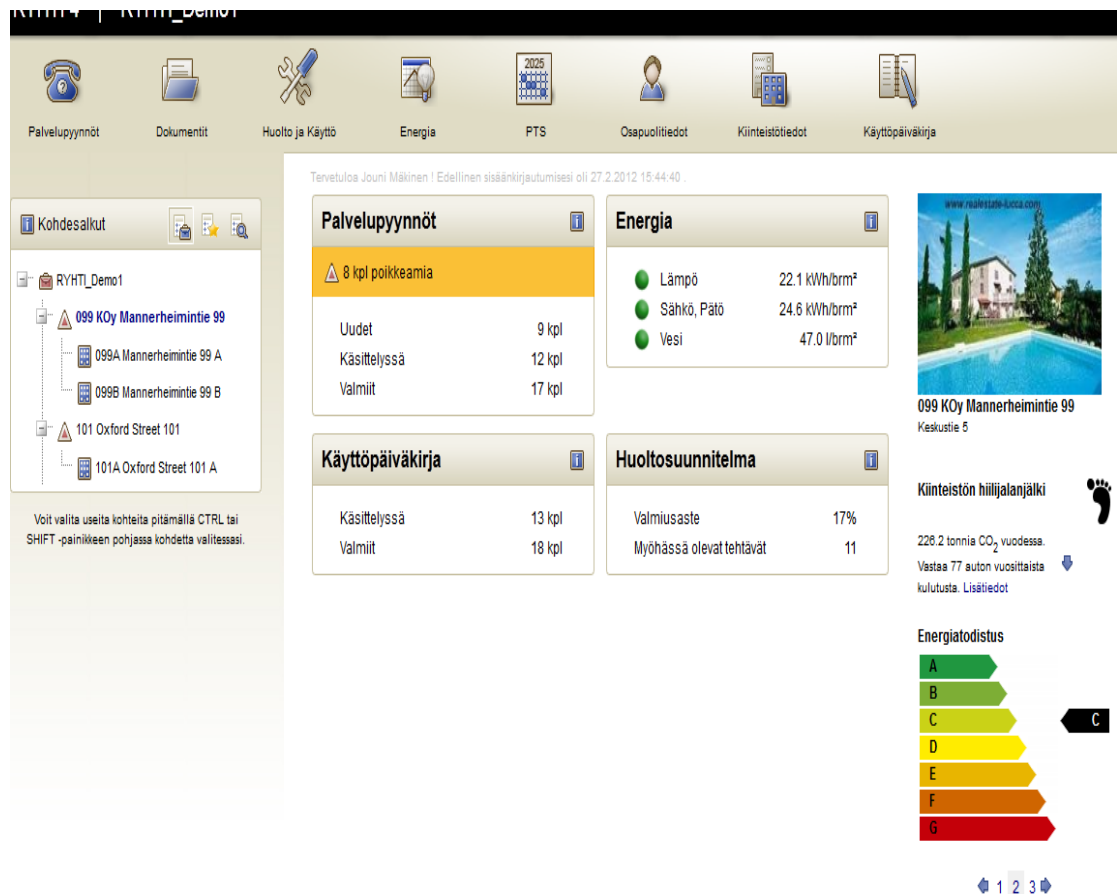 RYHTI 4 | RYHTI_Demo1
2025
Palvelupyynnöt Dokumentit Huolto ja Käyttö Energia PTS Osapuolitiedot Kiinteistötiedot Käyttöpäiväkirja
Tervetuloa Jouni Mäkinen ! Edellinen sisäänkirjautumisesi oli 27.2.2012 15:44:40 .
Kohdesalkut
RYHTI_Demo1
099 KOy Mannerheimintie 99
099A Mannerheimintie 99 A
099B Mannerheimintie 99 B
101 Oxford Street 101
101A Oxford Street 101 A
Voit valita useita kohteita pitämällä CTRL tai
SHIFT -painikkeen pohjassa kohdetta valitessasi.
Palvelupyynnöt
8 kpl poikkeamia
Uudet 9 kpl
Käsittelyssä 12 kpl
Valmiit 17 kpl
Energia
Lämpö 22.1 kWh/brm²
Sähkö, Pätö 24.6 kWh/brm²
Vesi 47.0 l/brm²
Käyttöpäiväkirja
Käsittelyssä 13 kpl
Valmiit 18 kpl
Huoltosuunnitelma
Valmiusaste 17%
Myöhässä olevat tehtävät 11
www.realestate-lucca.com
099 KOy Mannerheimintie 99
Keskustie 5
Kiinteistön hiilijalanjälki
226.2 tonnia CO₂ vuodessa.
Vastaa 77 auton vuosittaista
kulutusta. Lisätiedot
Energiatodistus
A
B
C C
D
E
F
G
1 2 3